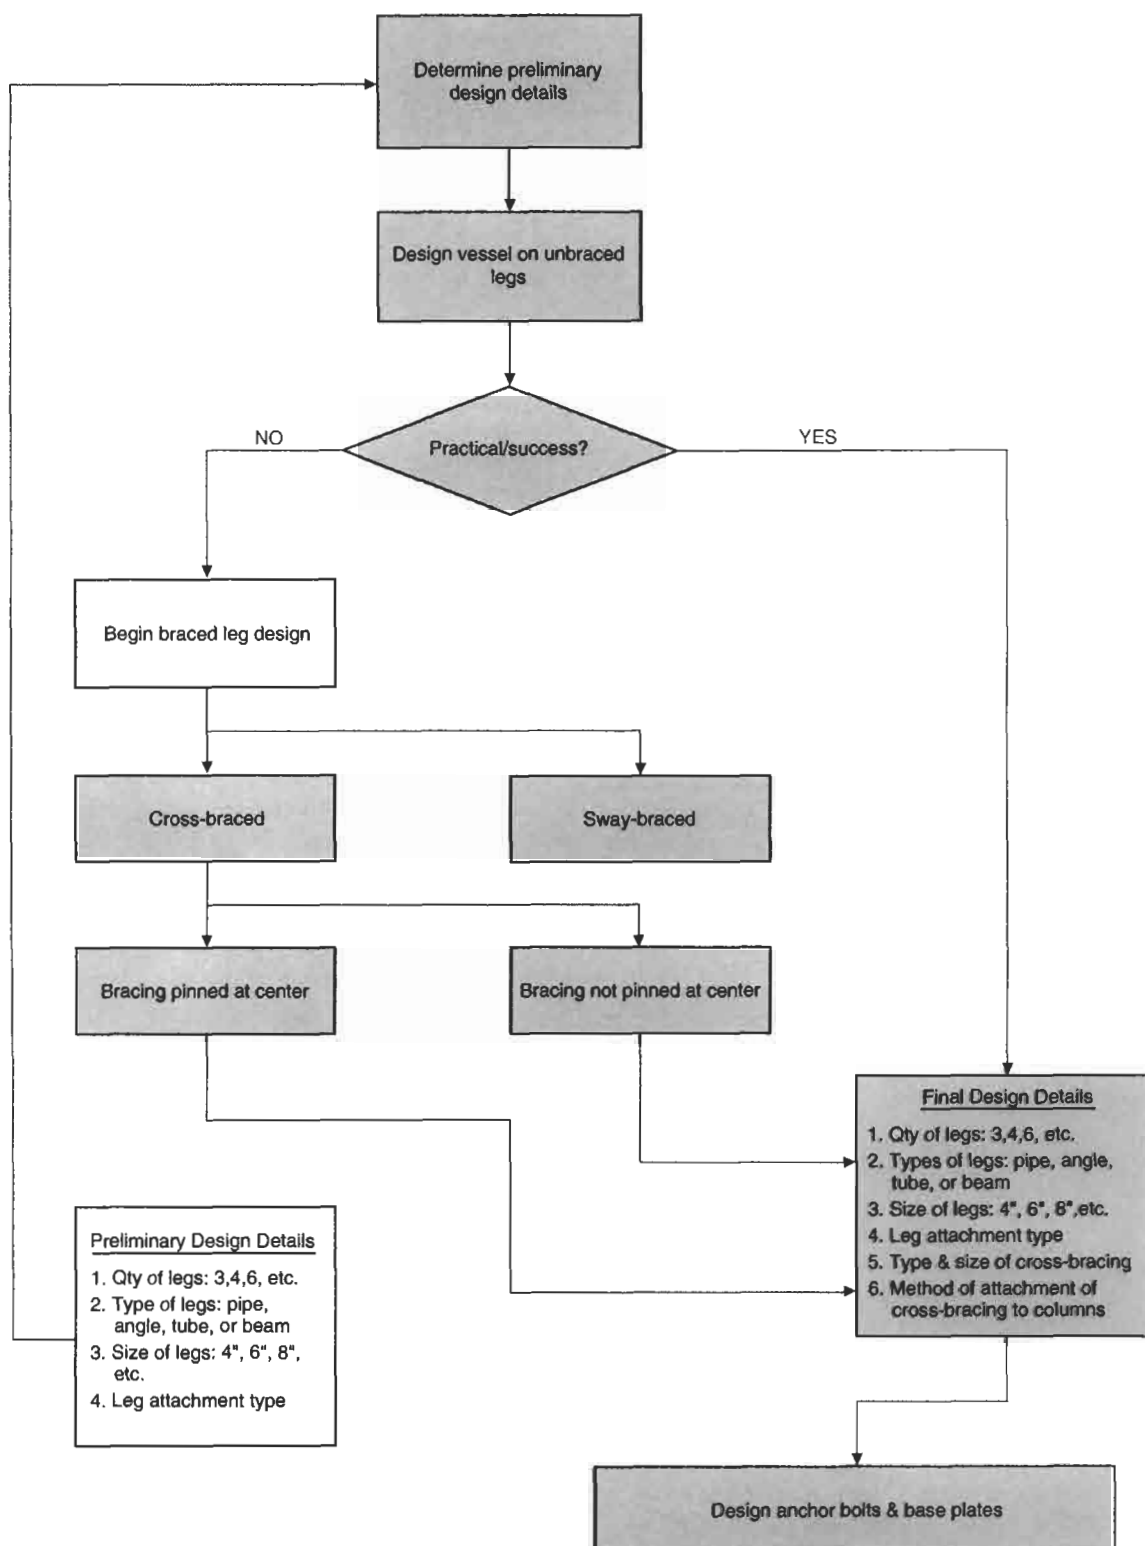 Determine preliminary
design details
Design vessel on unbraced
legs
Practical/success?
NO
YES
Begin braced leg design
Cross-braced
Sway-braced
Bracing pinned at center
Bracing not pinned at center
Final Design Details
1. Qty of legs: 3,4,6, etc.
2. Types of legs: pipe, angle,
tube, or beam
3. Size of legs: 4", 6", 8",etc.
4. Leg attachment type
5. Type & size of cross-bracing
6. Method of attachment of
cross-bracing to columns
Preliminary Design Details
1. Qty of legs: 3,4,6, etc.
2. Type of legs: pipe,
angle, tube, or beam
3. Size of legs: 4", 6", 8",
etc.
4. Leg attachment type
Design anchor bolts & base plates